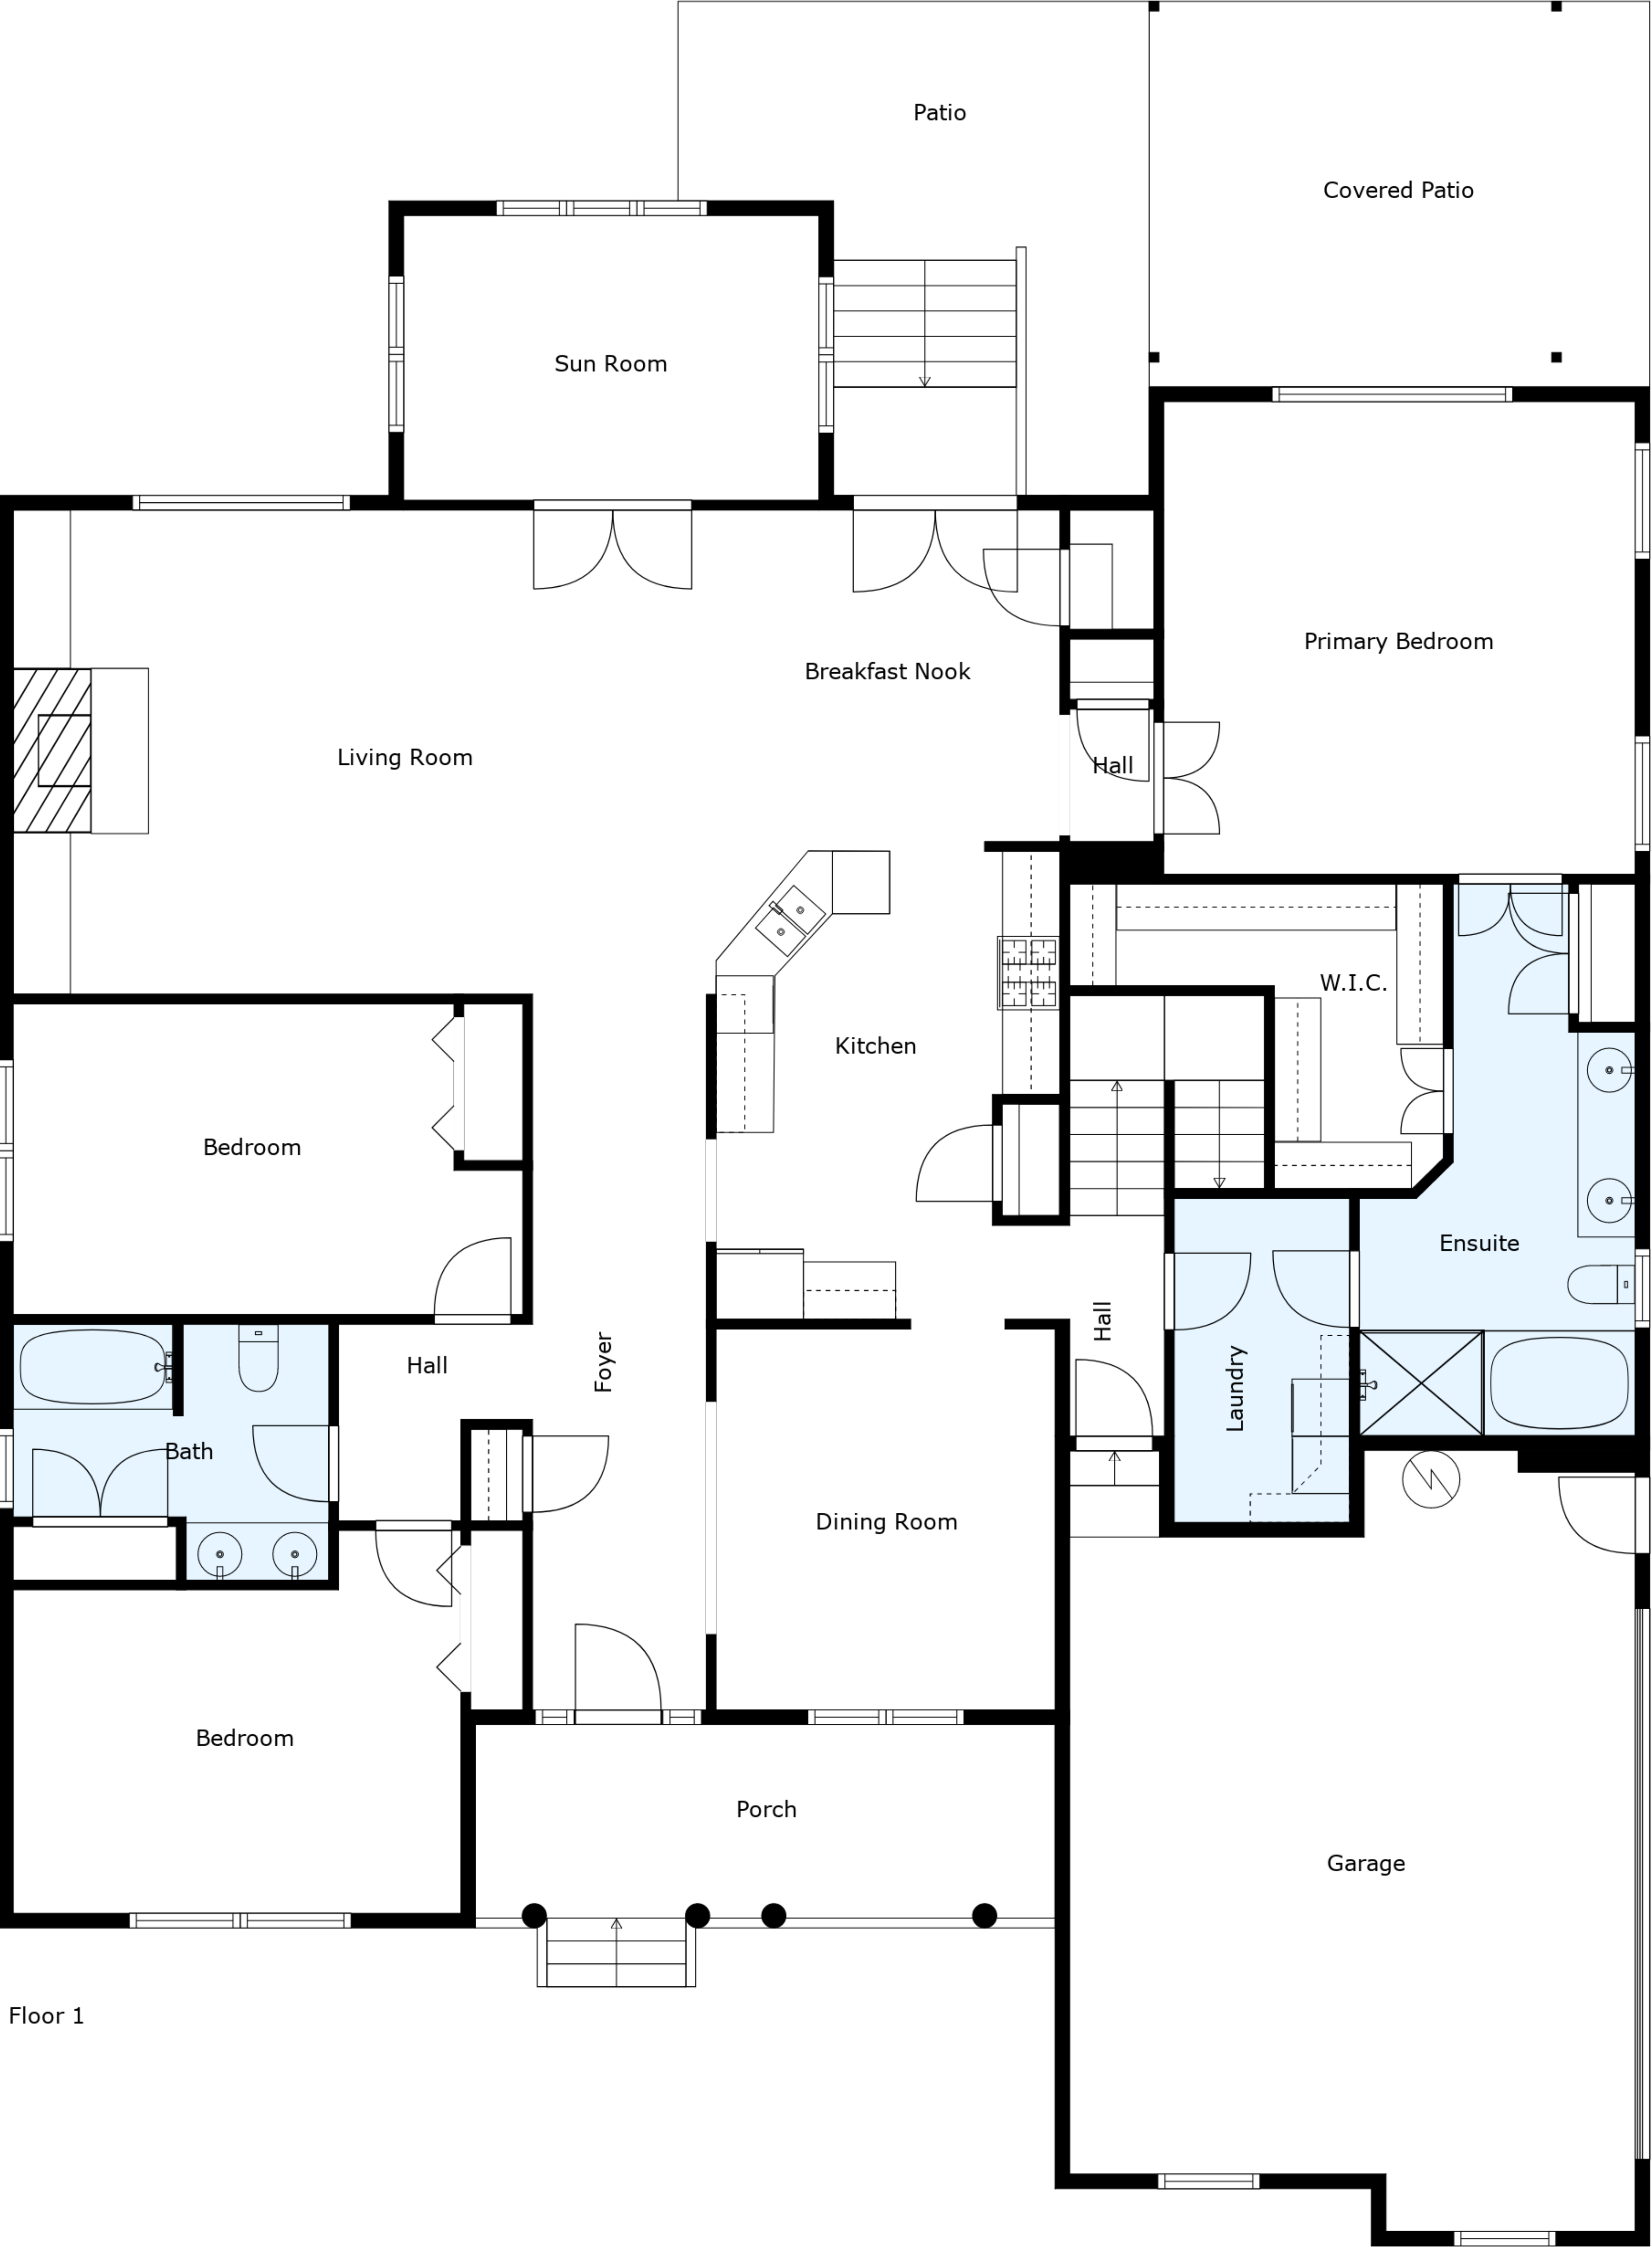 Patio
Covered Patio
Sun Room
Primary Bedroom
Breakfast Nook
Living Room
Hall
W.I.C.
Kitchen
Bedroom
Ensuite
Hall
Foyer
Hall
Laundry
Bath
Dining Room
Bedroom
Porch
Garage
Floor 1